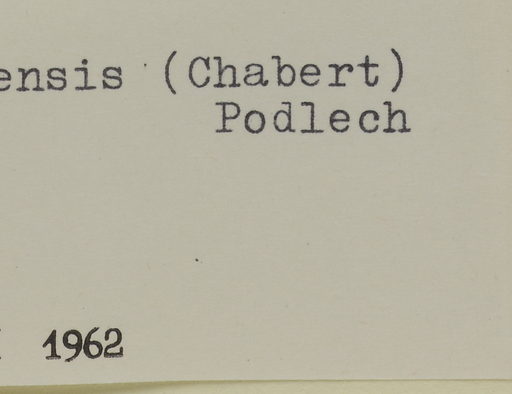 ensis (Chabert)
Podlech
1962